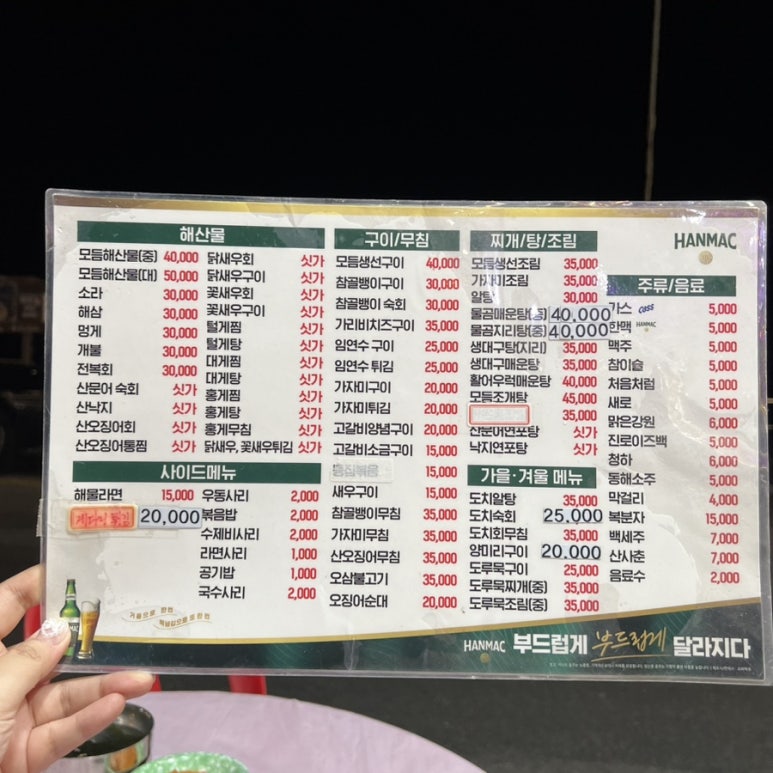 해산물
모듬해산물(중) 40,000
모듬해산물(대) 50,000
소라 30,000
해삼 30,000
멍게 30,000
개불 30,000
전복회 30,000
산문어 숙회 싯가
산낙지 싯가
산오징어회 싯가
산오징어통찜 싯가
닭새우회 싯가
닭새우구이 싯가
꽃새우회 싯가
꽃새우구이 싯가
털게찜 싯가
털게탕 싯가
대게찜 싯가
대게탕 싯가
홍게찜 싯가
홍게탕 싯가
홍게무침 싯가
닭새우, 꽃새우튀김 싯가
사이드메뉴
해물라면 15,000
20,000
우동사리 2,000
볶음밥 2,000
수제비사리 2,000
라면사리 1,000
공기밥 1,000
국수사리 2,000
구이/무침
모듬생선구이 40,000
참골뱅이구이 30,000
참골뱅이 숙회 30,000
가리비치즈구이 35,000
임연수 구이 25,000
임연수 튀김 25,000
가자미구이 20,000
가자미튀김 20,000
고갈비양념구이 20,000
고갈비소금구이 15,000
15,000
새우구이 15,000
참골뱅이무침 35,000
가자미무침 35,000
산오징어무침 35,000
오삼불고기 35,000
오징어순대 20,000
찌개/탕/조림
모듬생선조림 35,000
가자미조림 35,000
알탕 30,000
물곰매운탕(중) 40,000
물곰지리탕(중) 40,000
생대구탕(지리) 35,000
생대구매운탕 35,000
활어우럭매운탕 40,000
모듬조개탕 45,000
35,000
산문어연포탕 싯가
낙지연포탕 싯가
가을·겨울 메뉴
도치알탕 35,000
도치숙회 25.000
도치회무침 35,000
양미리구이 20.000
도루묵구이 25,000
도루묵찌개(중) 35,000
도루묵조림(중) 35,000
HANMAC
주류/음료
카스 Cass 5,000
한맥 HANMAC 5,000
맥주 5,000
참이슬 5,000
처음처럼 5,000
새로 5,000
맑은강원 6,000
진로이즈백 5,000
청하 6,000
동해소주 5,000
막걸리 4,000
복분자 15,000
백세주 7,000
산사춘 7,000
음료수 2,000
HANMAC 부드럽게 부드럽게 달라지다